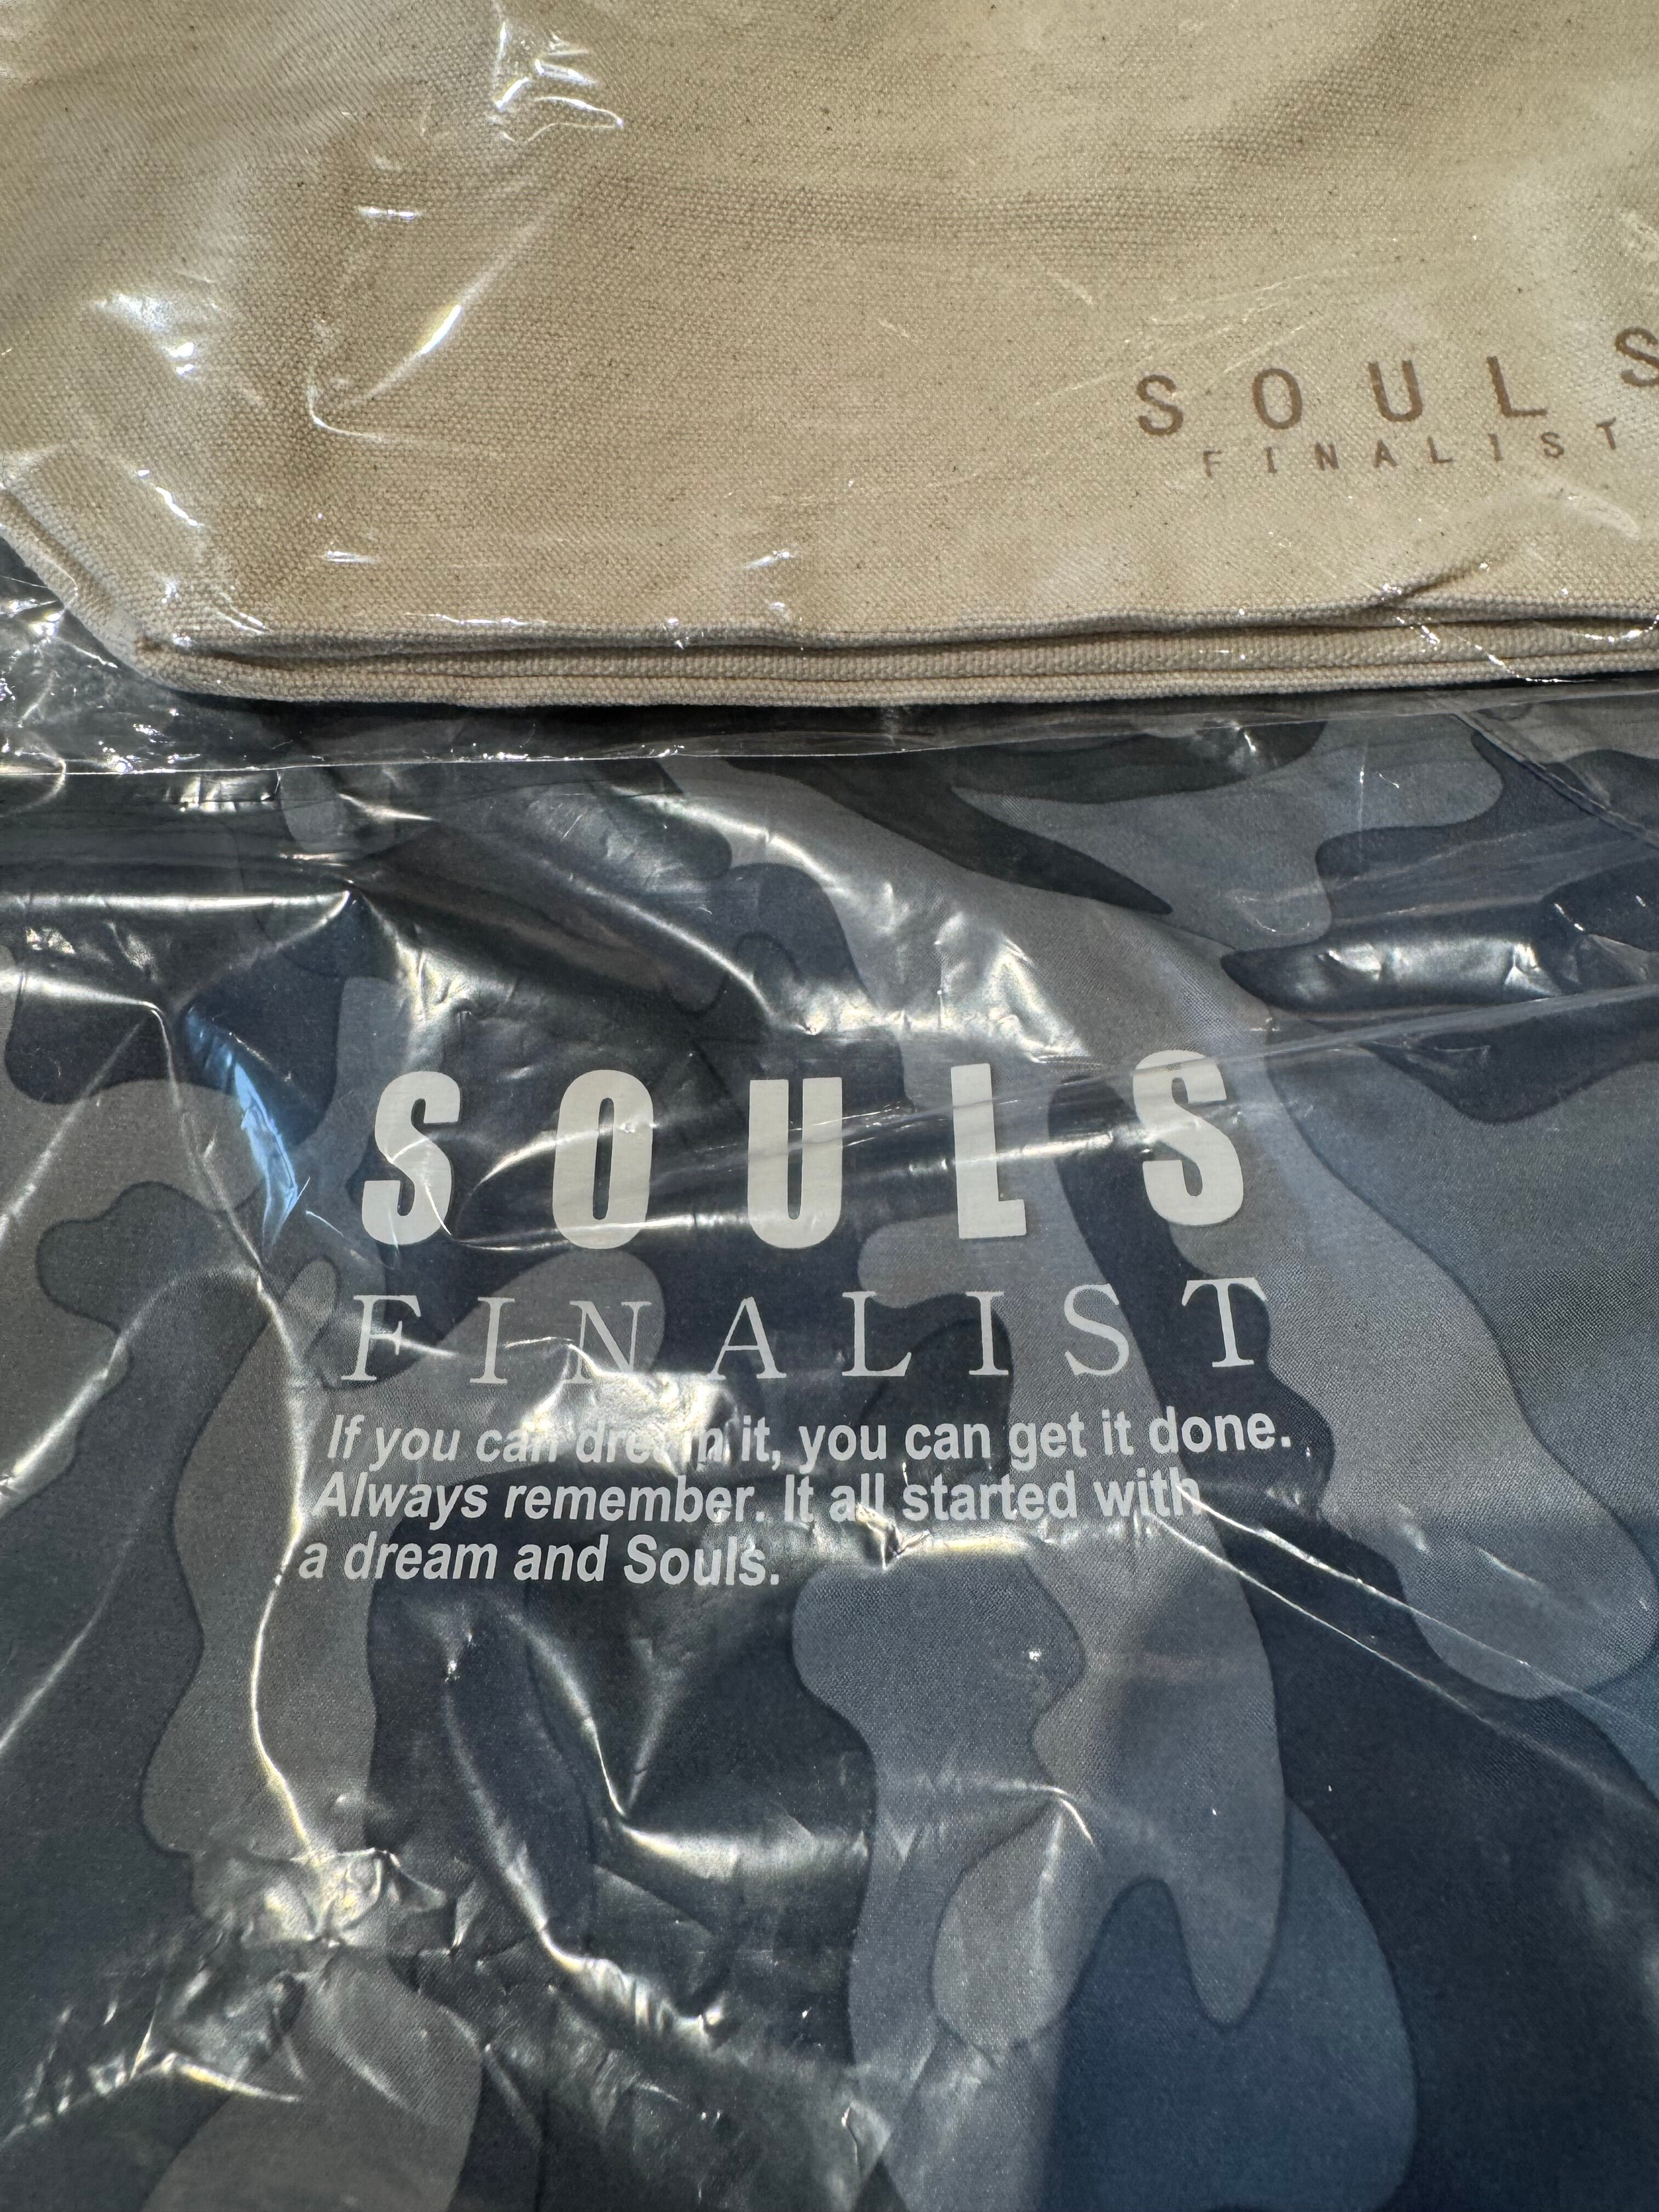 SOULS
FINALIST
SOULS
FINALIST
If you can dream it, you can get it done.
Always remember. It all started with
a dream and Souls.